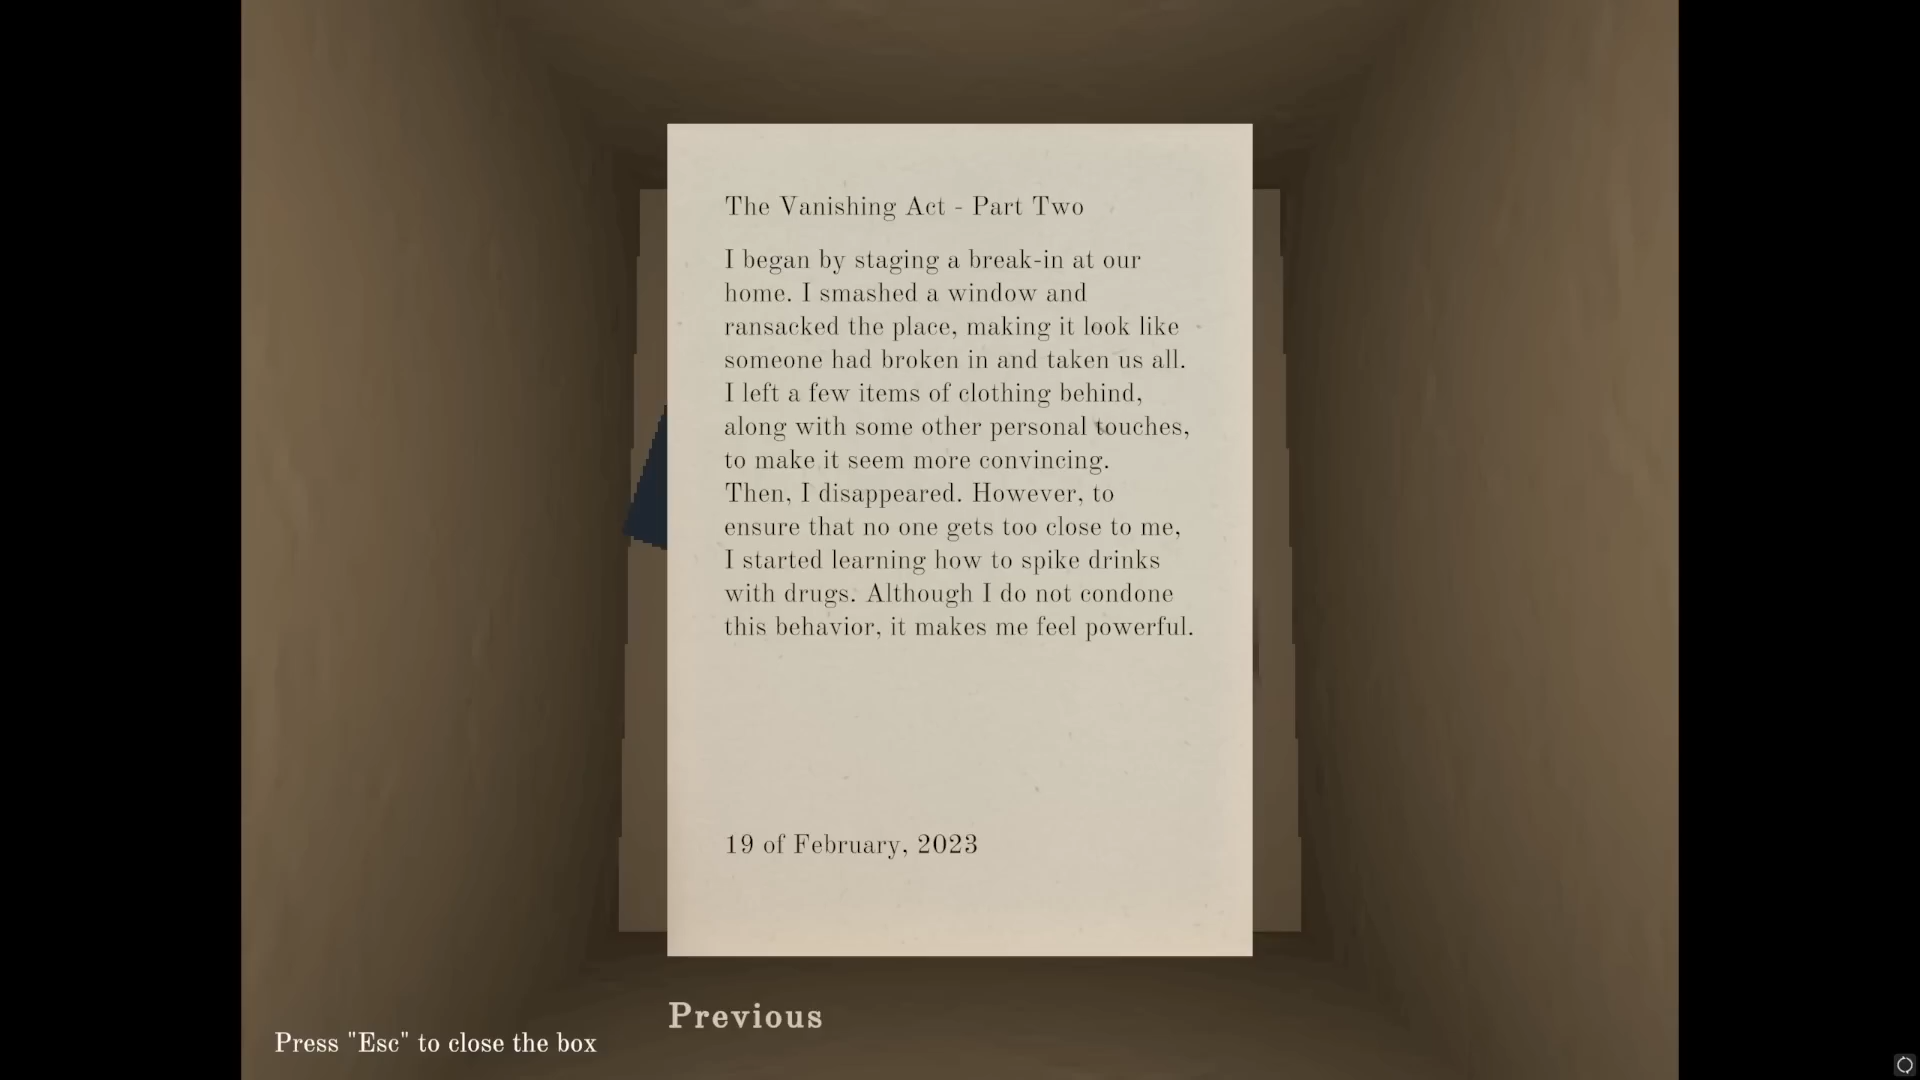 The Vanishing Act - Part Two
I began by staging a break-in at our
home. I smashed a window and
ransacked the place, making it look like
someone had broken in and taken us all.
I left a few items of clothing behind,
along with some other personal touches,
to make it seem more convincing.
Then, I disappeared. However, to
ensure that no one gets too close to me,
I started learning how to spike drinks
with drugs. Although I do not condone
this behavior, it makes me feel powerful.
19 of February, 2023
Previous
Press "Esc" to close the box